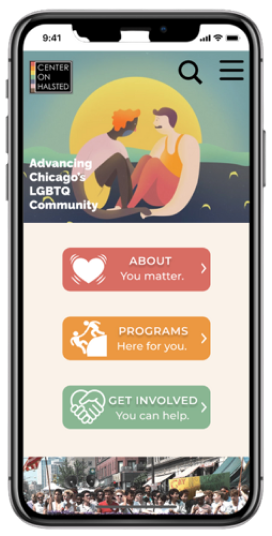 9:41
CENTER
ON
HALSTED
Advancing
Chicago's
LGBTQ
Community
ABOUT
You matter.
PROGRAMS
Here for you.
GET INVOLVED
You can help.